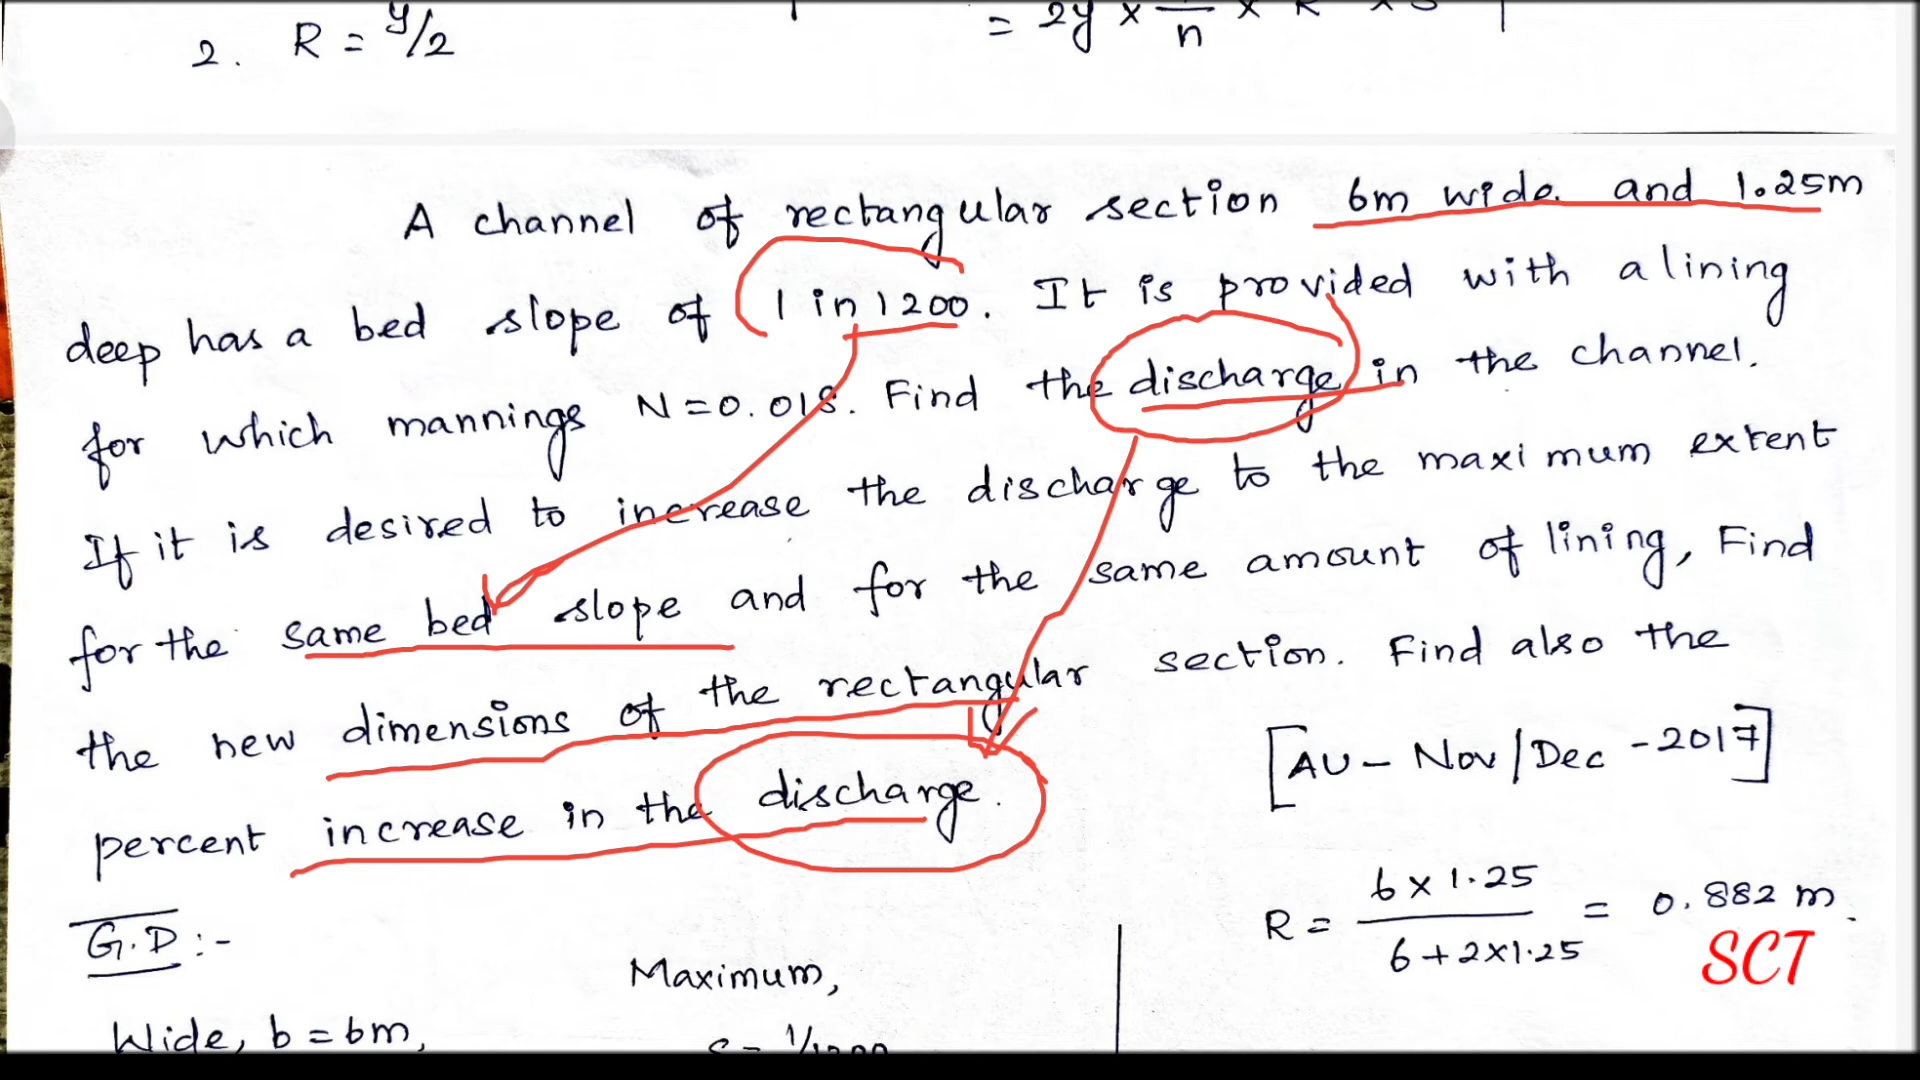 2. R = y/2
= 2y × 1/n ×
A channel of rectangular section 6m wide. and 1.25m
deep has a bed slope of 1 in 1200. It is provided with a lining
for which mannings N=0.018. Find the discharge in the channel.
If it is desired to increase the discharge to the maximum extent
for the same bed slope and for the same amount of lining, Find
the new dimensions of the rectangular section. Find also the
percent increase in the discharge.
[AU - Nov/Dec - 2017]
R = 6 × 1.25 / 6 + 2×1.25 = 0.882 m.
SCT
G.D :-
Maximum,
Wide, b = 6m,
S = 1/1200